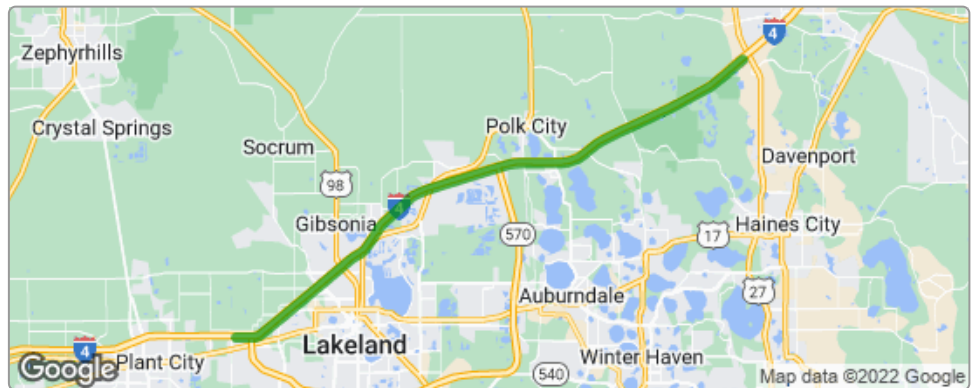 4
Zephyrhills
Crystal Springs
Polk City
Socrum
Davenport
98
4
Gibsonia
570
17
Haines City
27
Auburndale
4
Plant City
Lakeland
Winter Haven
540
Google
Map data ©2022 Google